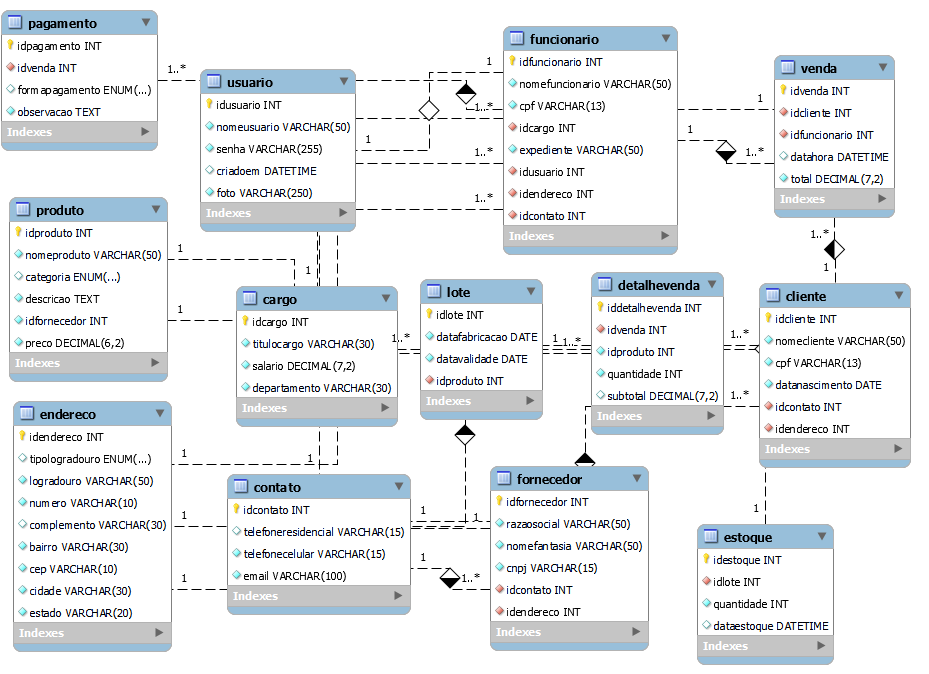 pagamento
idpagamento INT
idvenda INT
formapagamento ENUM(...)
observacao TEXT
Indexes
1..*
usuario
idusuario INT
nomeusuario VARCHAR(50)
senha VARCHAR(255)
criadoem DATETIME
foto VARCHAR(250)
Indexes
1
1..*
1
1..*
1..*
funcionario
idfuncionario INT
nomefuncionario VARCHAR(50)
cpf VARCHAR(13)
idcargo INT
expediente VARCHAR(50)
idusuario INT
idendereco INT
idcontato INT
Indexes
1
1
1..*
venda
idvenda INT
idcliente INT
idfuncionario INT
datahora DATETIME
total DECIMAL(7,2)
Indexes
1..*
1
produto
idproduto INT
nomeproduto VARCHAR(50)
categoria ENUM(...)
descricao TEXT
idfornecedor INT
preco DECIMAL(6,2)
Indexes
1
1
1
cargo
idcargo INT
titulocargo VARCHAR(30)
salario DECIMAL(7,2)
departamento VARCHAR(30)
Indexes
1..*
lote
idlote INT
datafabricacao DATE
datavalidade DATE
idproduto INT
Indexes
1
1..*
detalhevenda
iddetalhevenda INT
idvenda INT
idproduto INT
quantidade INT
subtotal DECIMAL(7,2)
Indexes
1..*
1..*
cliente
idcliente INT
nomecliente VARCHAR(50)
cpf VARCHAR(13)
datanascimento DATE
idcontato INT
idendereco INT
Indexes
1
endereco
idendereco INT
tipologradouro ENUM(...)
logradouro VARCHAR(50)
numero VARCHAR(10)
complemento VARCHAR(30)
bairro VARCHAR(30)
cep VARCHAR(10)
cidade VARCHAR(30)
estado VARCHAR(20)
Indexes
1
1
1
1
contato
idcontato INT
telefoneresidencial VARCHAR(15)
telefonecelular VARCHAR(15)
email VARCHAR(100)
Indexes
1
1
1
1..*
fornecedor
idfornecedor INT
razaosocial VARCHAR(50)
nomefantasia VARCHAR(50)
cnpj VARCHAR(15)
idcontato INT
idendereco INT
Indexes
estoque
idestoque INT
idlote INT
quantidade INT
dataestoque DATETIME
Indexes